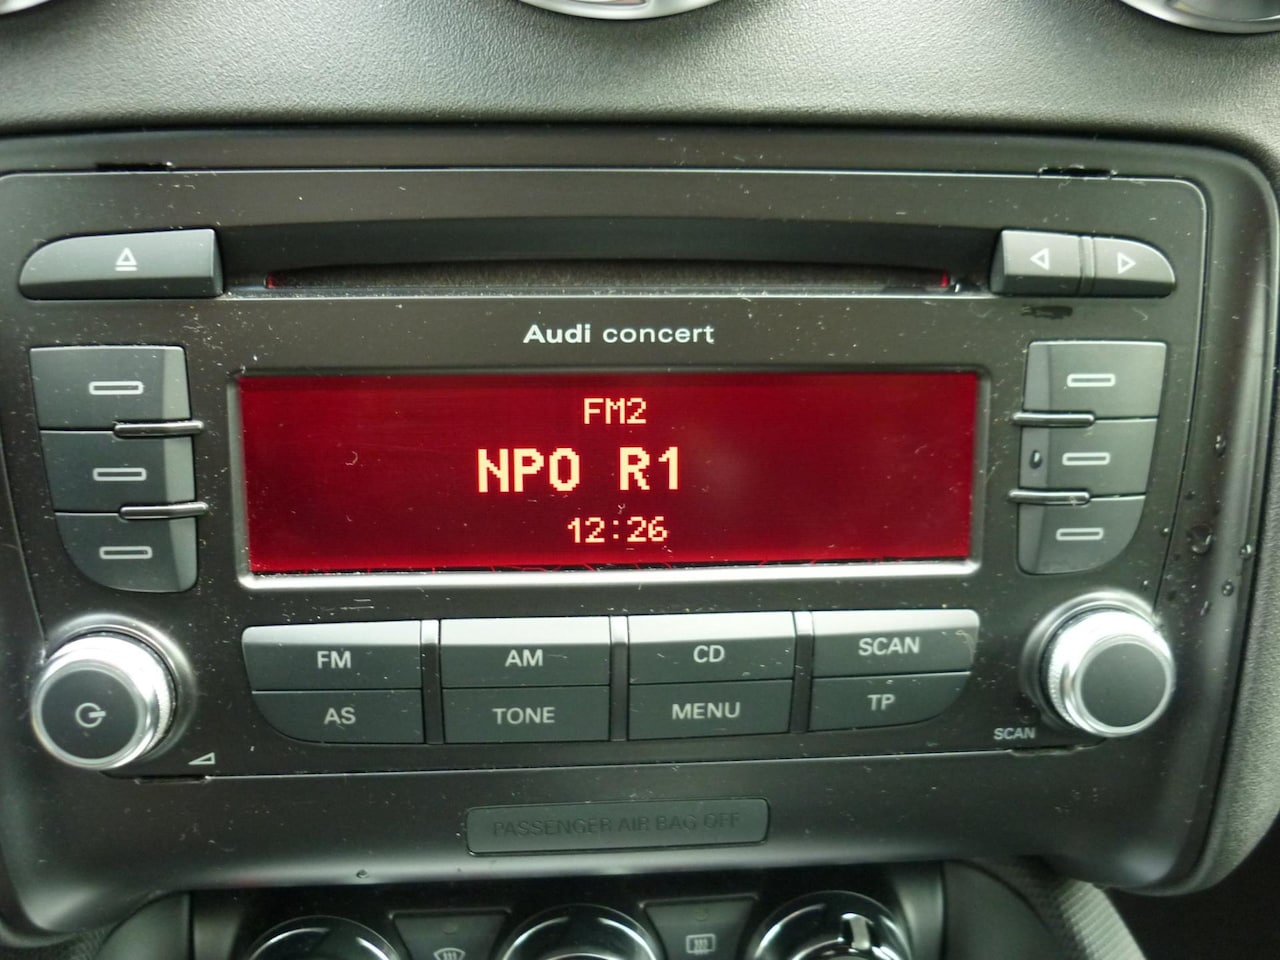 Audi concert
FM2
NPO R1
12:26
FM
AM
CD
SCAN
AS
TONE
MENU
TP
SCAN
PASSENGER AIR BAG OFF